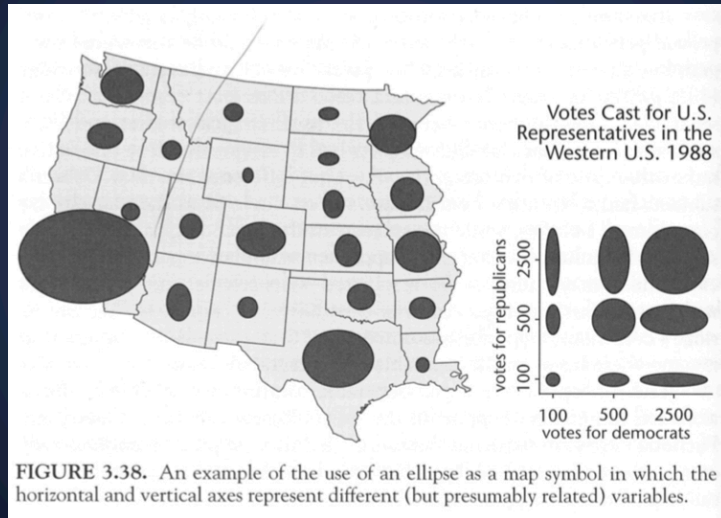 Votes Cast for U.S.
Representatives in the
Western U.S. 1988
votes for republicans
2500
500
100
100 500 2500
votes for democrats
FIGURE 3.38. An example of the use of an ellipse as a map symbol in which the
horizontal and vertical axes represent different (but presumably related) variables.